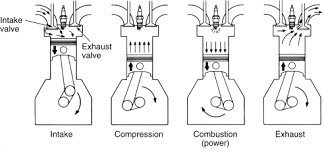 Intake
valve
Exhaust
valve
Intake
Compression
Combustion
(power)
Exhaust